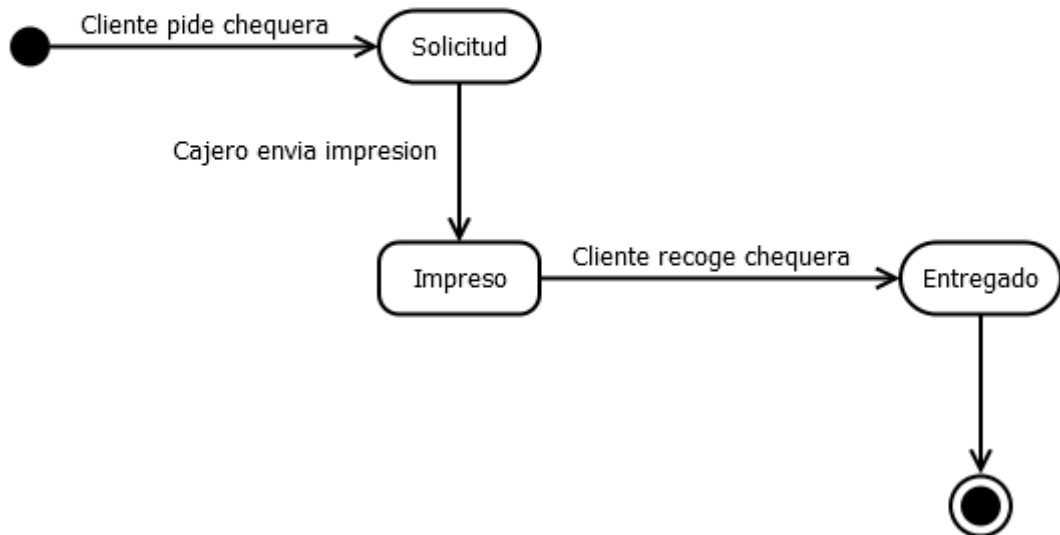 Cliente pide chequera
Solicitud
Cajero envia impresion
Impreso
Cliente recoge chequera
Entregado